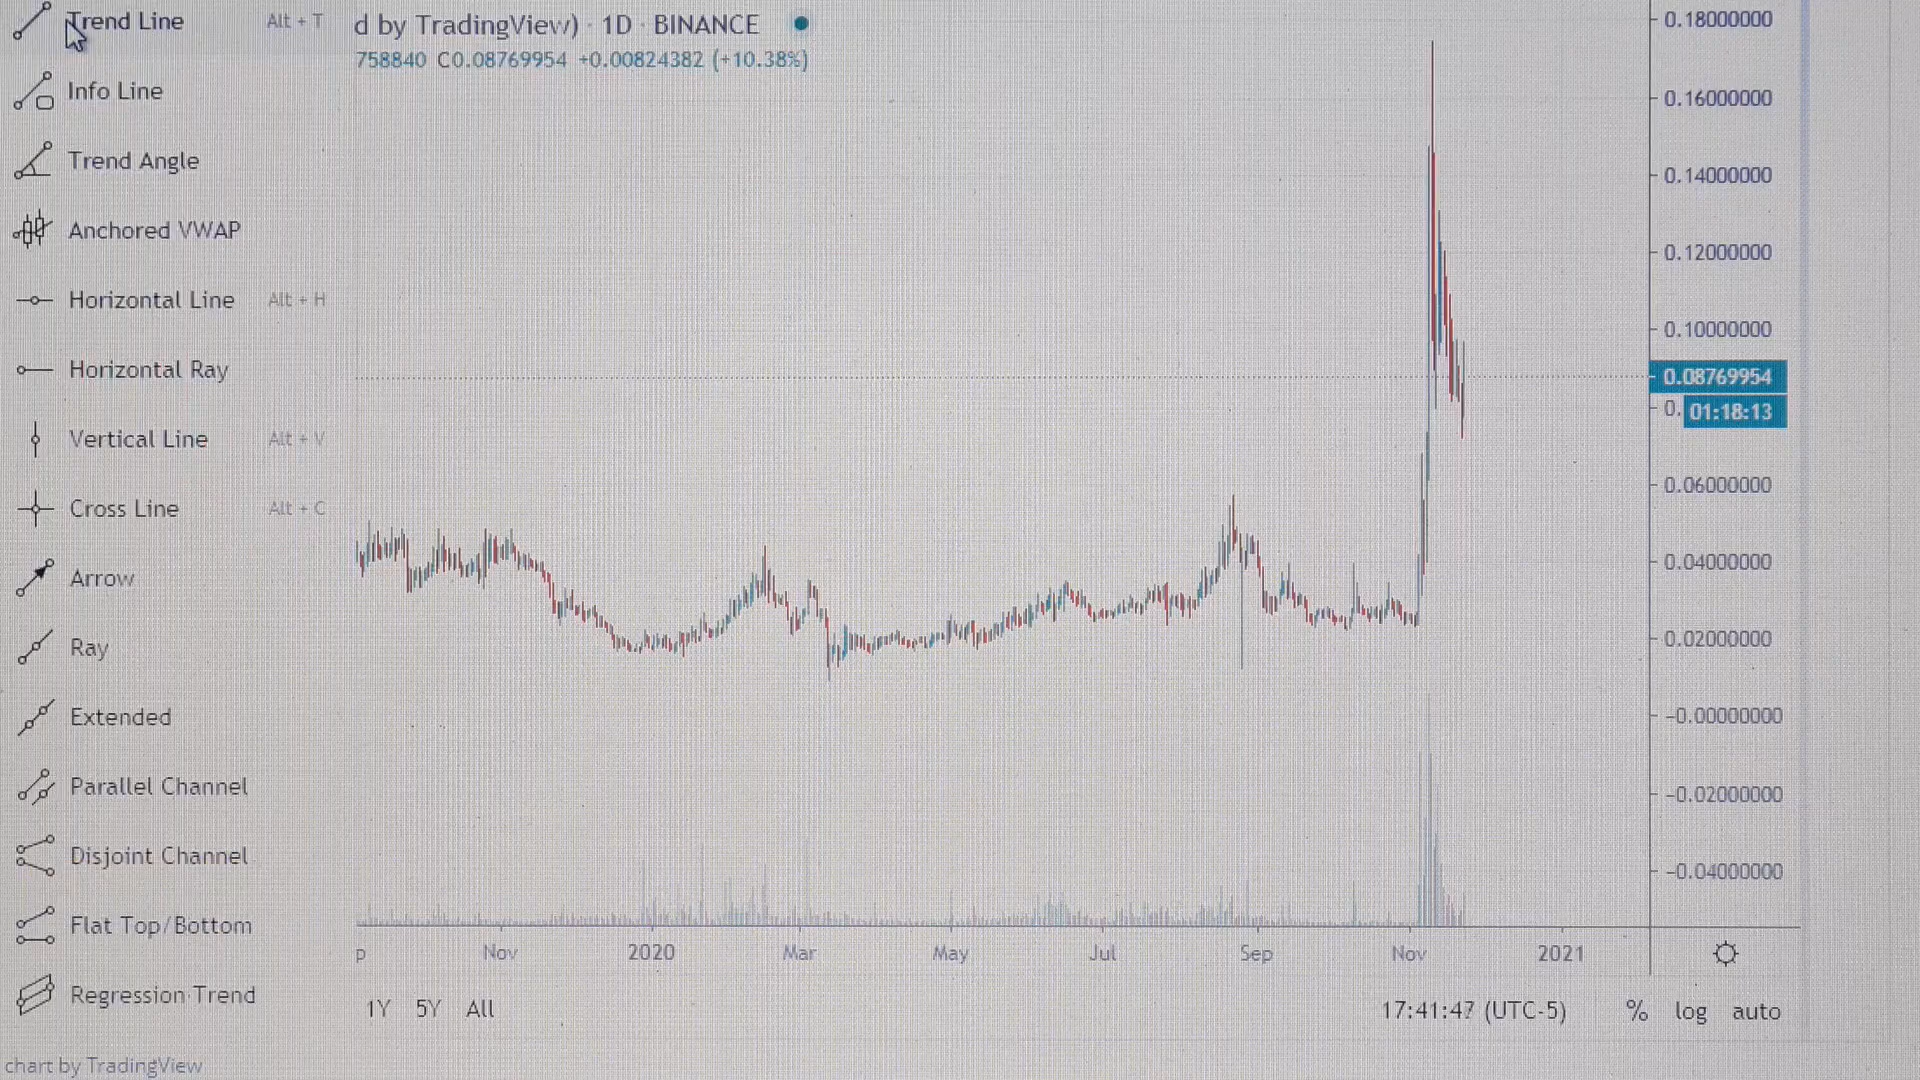 Trend Line Alt + T
Info Line
Trend Angle
Anchored VWAP
Horizontal Line Alt + H
Horizontal Ray
Vertical Line Alt + V
Cross Line Alt + C
Arrow
Ray
Extended
Parallel Channel
Disjoint Channel
Flat Top/Bottom
Regression Trend
chart by TradingView
d by TradingView) · 1D · BINANCE
758840 C0.08769954 +0.00824382 (+10.38%)
0.18000000
0.16000000
0.14000000
0.12000000
0.10000000
0.08769954
0. 01:18:13
0.06000000
0.04000000
0.02000000
-0.00000000
-0.02000000
-0.04000000
p Nov 2020 Mar May Jul Sep Nov 2021
1Y 5Y All
17:41:47 (UTC-5) % log auto